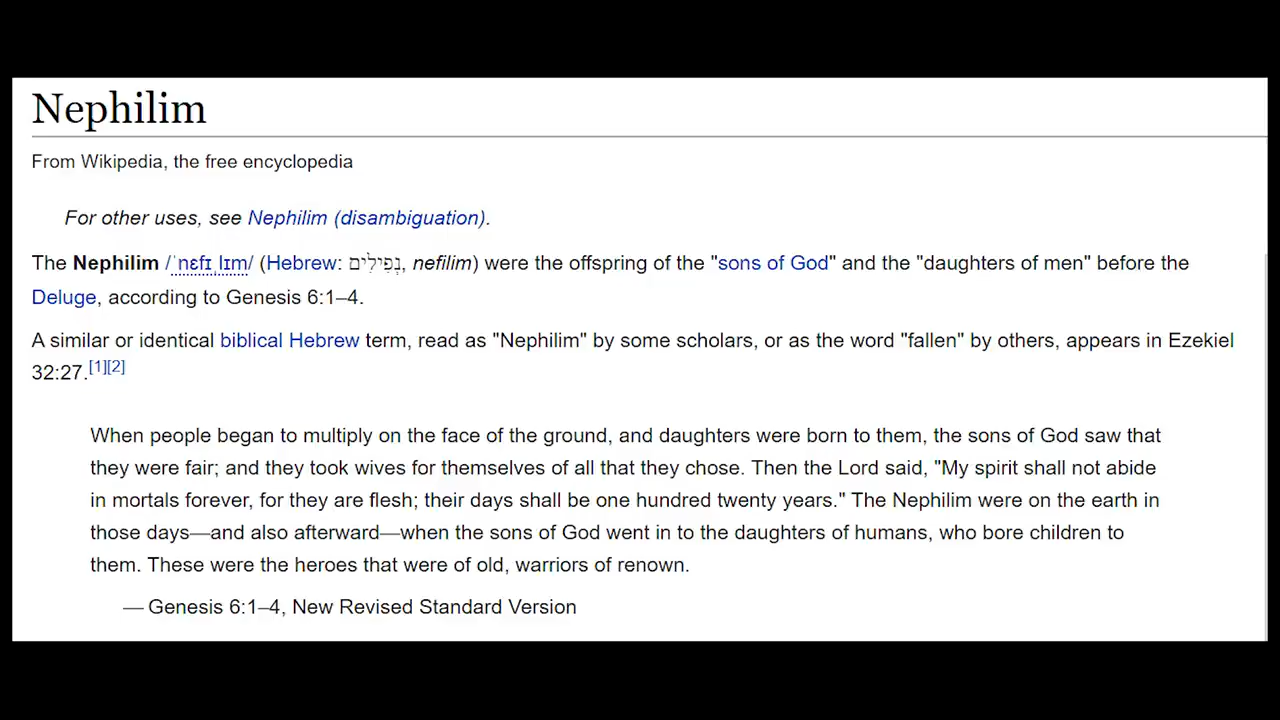 Nephilim
From Wikipedia, the free encyclopedia
For other uses, see Nephilim (disambiguation).
The Nephilim /ˈnɛfɪˌlɪm/ (Hebrew: נְפִילִים, nefilim) were the offspring of the "sons of God" and the "daughters of men" before the
Deluge, according to Genesis 6:1–4.
A similar or identical biblical Hebrew term, read as "Nephilim" by some scholars, or as the word "fallen" by others, appears in Ezekiel
32:27.[1][2]
When people began to multiply on the face of the ground, and daughters were born to them, the sons of God saw that
they were fair; and they took wives for themselves of all that they chose. Then the Lord said, "My spirit shall not abide
in mortals forever, for they are flesh; their days shall be one hundred twenty years." The Nephilim were on the earth in
those days—and also afterward—when the sons of God went in to the daughters of humans, who bore children to
them. These were the heroes that were of old, warriors of renown.
— Genesis 6:1–4, New Revised Standard Version